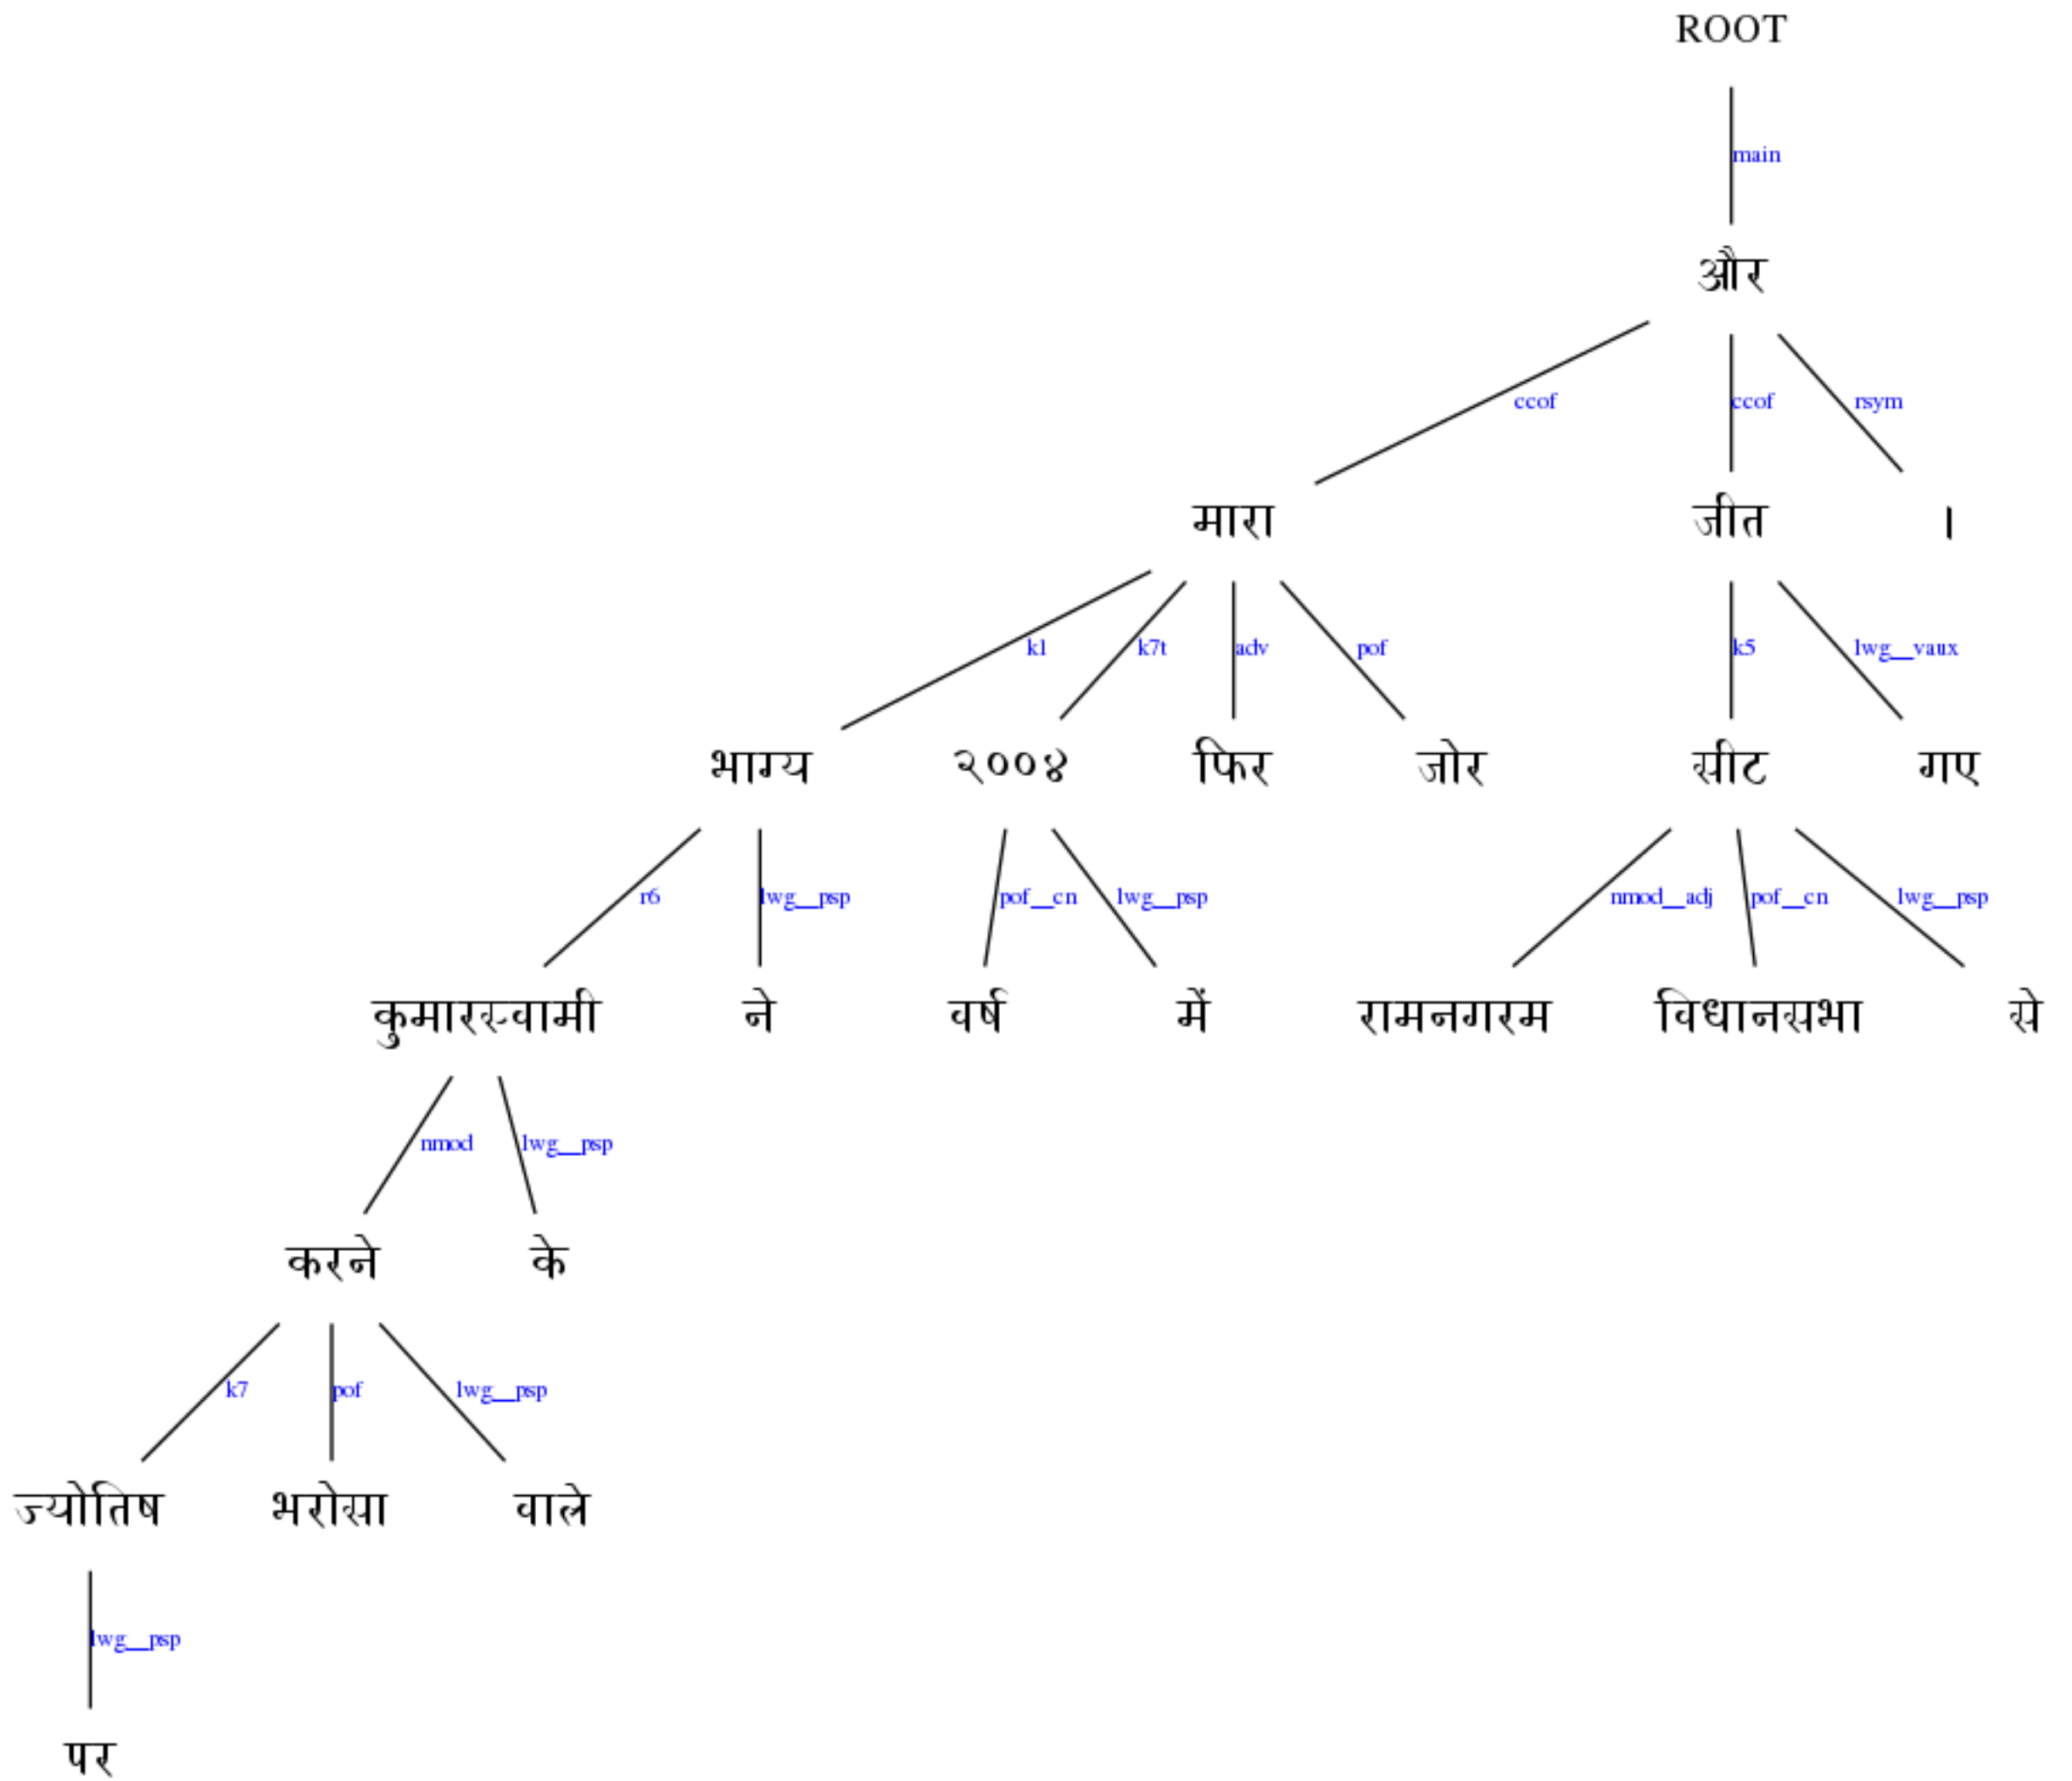 ROOT
main
और
ccof ccof rsym
मारा जीत ।
k1 k7t adv pof k5 lwg__vaux
भाग्य २००४ फिर जोर सीट गए
r6 lwg__psp pof__cn lwg__psp nmod__adj pof__cn lwg__psp
कुमारस्वामी ने वर्ष में रामनगरम विधानसभा से
nmod lwg__psp
करने के
k7 pof lwg__psp
ज्योतिष भरोसा वाले
lwg__psp
पर